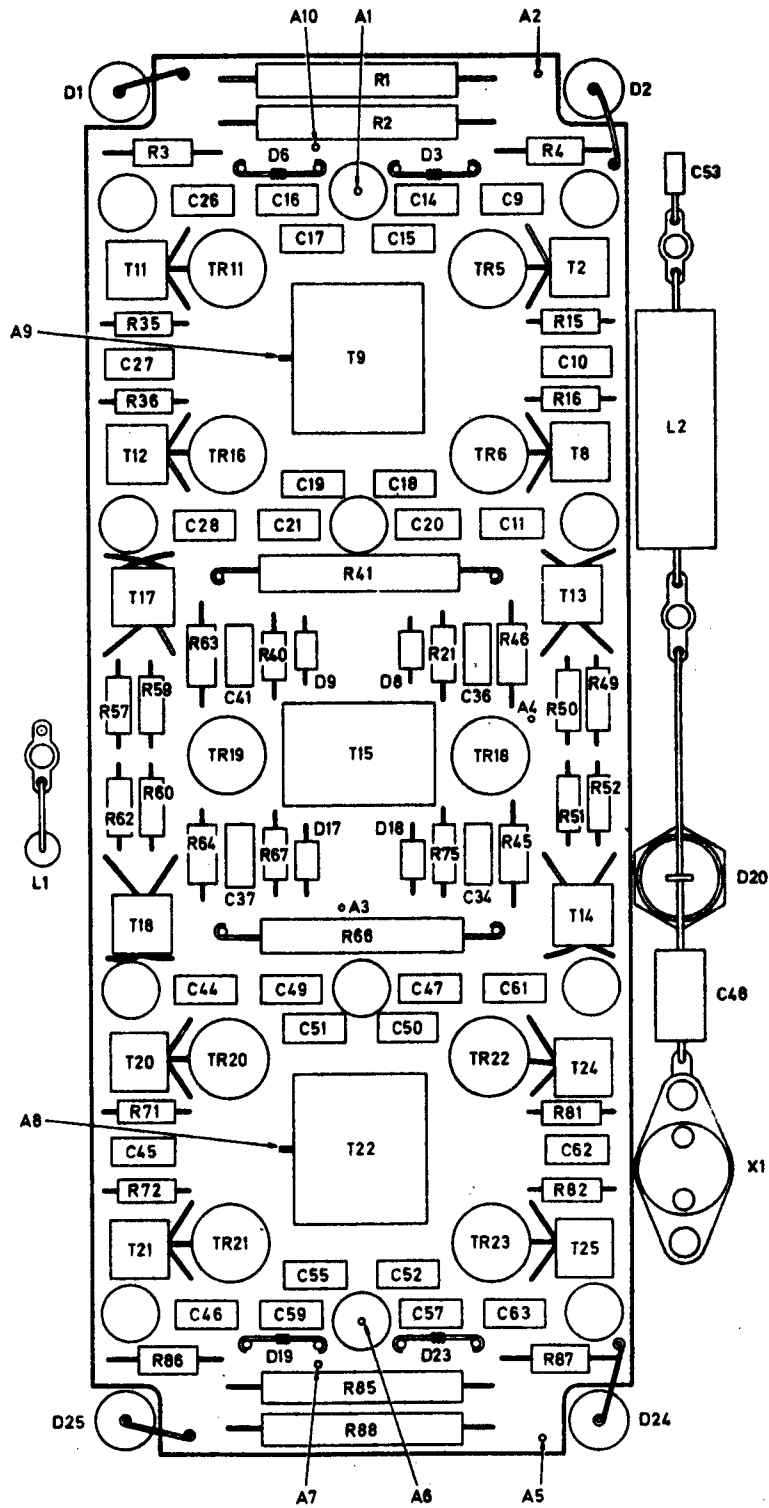 A10 A1 A2
D1 R1 D2
R2
R3 D6 D3 R4
C53
C26 C16 C14 C9
C17 C15
T11 TR11 TR5 T2
R35 R15
A9
C27 T9 C10
R36 R16
L2
T12 TR16 TR6 T8
C19 C18
C28 C21 C20 C11
R41
T17 T13
R63 R40 R21 R46
D9 D8
C41 C36
R58 R49
R57 R50
A4
TR19 T15 TR18
R60 R52
R62 R51
D17 D18
R64 R67 R75 R45
L1 D20
C37 C34
A3
T18 T14
R66
C44 C49 C47 C61
C48
C51 C50
T20 TR20 TR22 T24
R71 R81
A8
C45 T22 C62
X1
R72 R82
T21 TR21 TR23 T25
C55 C52
C46 C59 C57 C63
R86 D19 D23 R87
R85
D25 R88 D24
A7 A6 A5